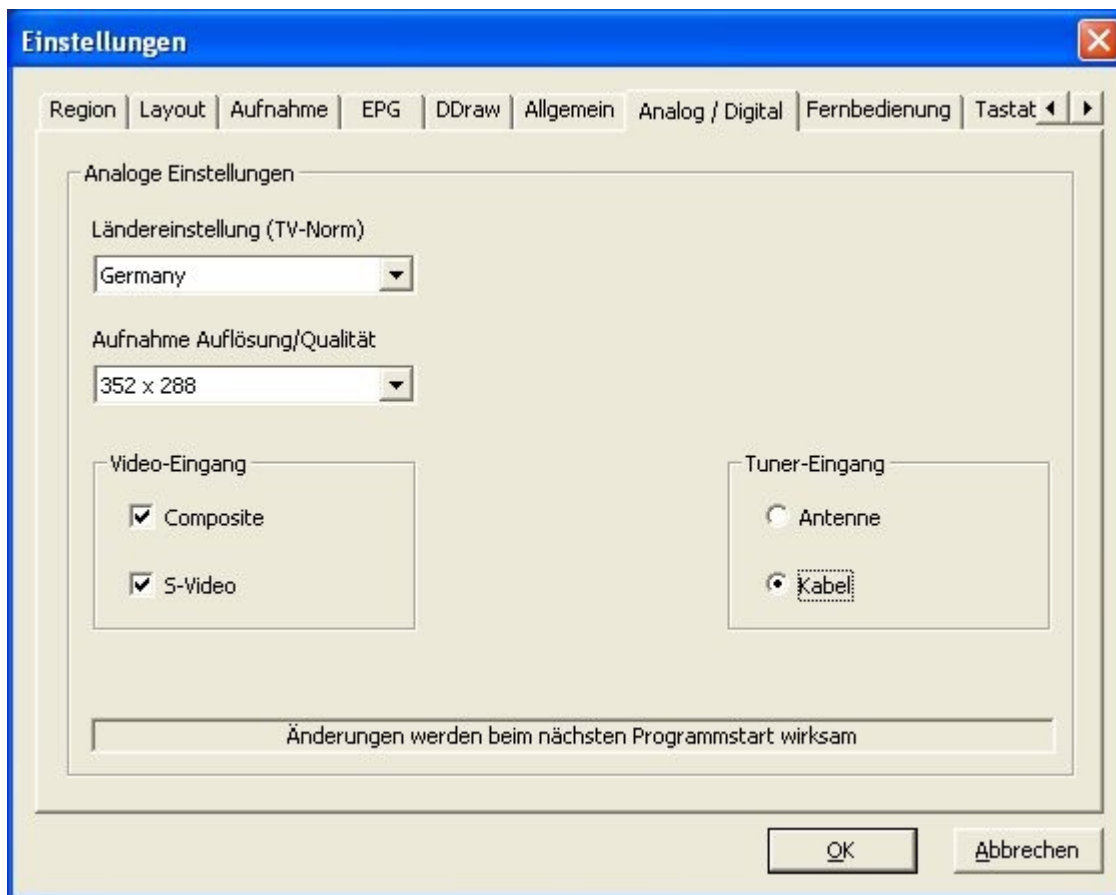 Einstellungen
Region Layout Aufnahme EPG DDraw Allgemein Analog / Digital Fernbedienung Tastat
Analoge Einstellungen
Ländereinstellung (TV-Norm)
Germany
Aufnahme Auflösung/Qualität
352 x 288
Video-Eingang Tuner-Eingang
Composite Antenne
S-Video Kabel
Änderungen werden beim nächsten Programmstart wirksam
OK Abbrechen